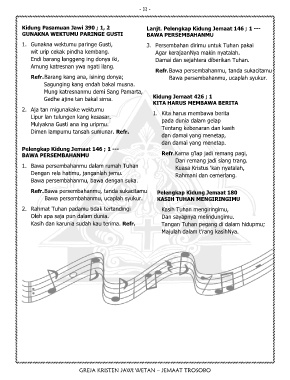 - 11 -
Kidung Pasamuan Jawi 390 ; 1, 2
GUNAKNA WEKTUMU PARINGE GUSTI
1. Gunakna wektumu paringe Gusti,
wit urip cekak pindha kembang.
Endi barang langgeng ing donya iki,
Amung katresnan ywa ngati ilang.
Refr. Barang kang ana, ising donya;
Sagunging kang endah bakal musna.
Mung katresnanmu demi Sang Pamarta,
Gedhe ajine tan bakal sirna.
2. Aja tan migunakake wektumu
Lipur lan tulungen kang kesasar,
Mulyakna Gusti ana ing uripmu;
Dimen lampumu tansah sumunar. Refr.
Pelengkap Kidung Jemaat 146 ; 1 ---
BAWA PERSEMBAHANMU
1. Bawa persembahanmu dalam rumah Tuhan
Dengan rela hatimu, janganlah jemu.
Bawa persembahanmu, bawa dengan suka.
Refr. Bawa persembahanmu, tanda sukacitamu
Bawa persembahanmu, ucaplah syukur.
2. Rahmat Tuhan padamu tidak tertandingi
Oleh apa saja pun dalam dunia.
Kasih dan karunia sudah kau terima. Refr.
Lanjt. Pelengkap Kidung Jemaat 146 ; 1 ---
BAWA PERSEMBAHANMU
3. Persembahan dirimu untuk Tuhan pakai
Agar kerajaanNya makin nyatalah.
Damai dan sejahtera diberikan Tuhan.
Refr. Bawa persembahanmu, tanda sukacitamu
Bawa persembahanmu, ucaplah syukur.
Kidung Jemaat 426 ; 1
KITA HARUS MEMBAWA BERITA
1. Kita harus membawa berita
pada dunia dalam gelap
Tentang kebenaran dan kasih
dan damai yang menetap,
dan damai yang menetap.
Refr. Karna g'lap jadi remang pagi,
Dan remang jadi siang trang.
Kuasa Kristus 'kan nyatalah,
Rahmani dan cemerlang.
Pelengkap Kidung Jemaat 180
KASIH TUHAN MENGIRINGIMU
Kasih Tuhan mengiringimu,
Dan sayapnya melindungimu.
Tangan Tuhan pegang di dalam hidupmu;
Majulah dalam t'rang kasihNya.
GREJA KRISTEN JAWI WETAN – JEMAAT TROSOBO